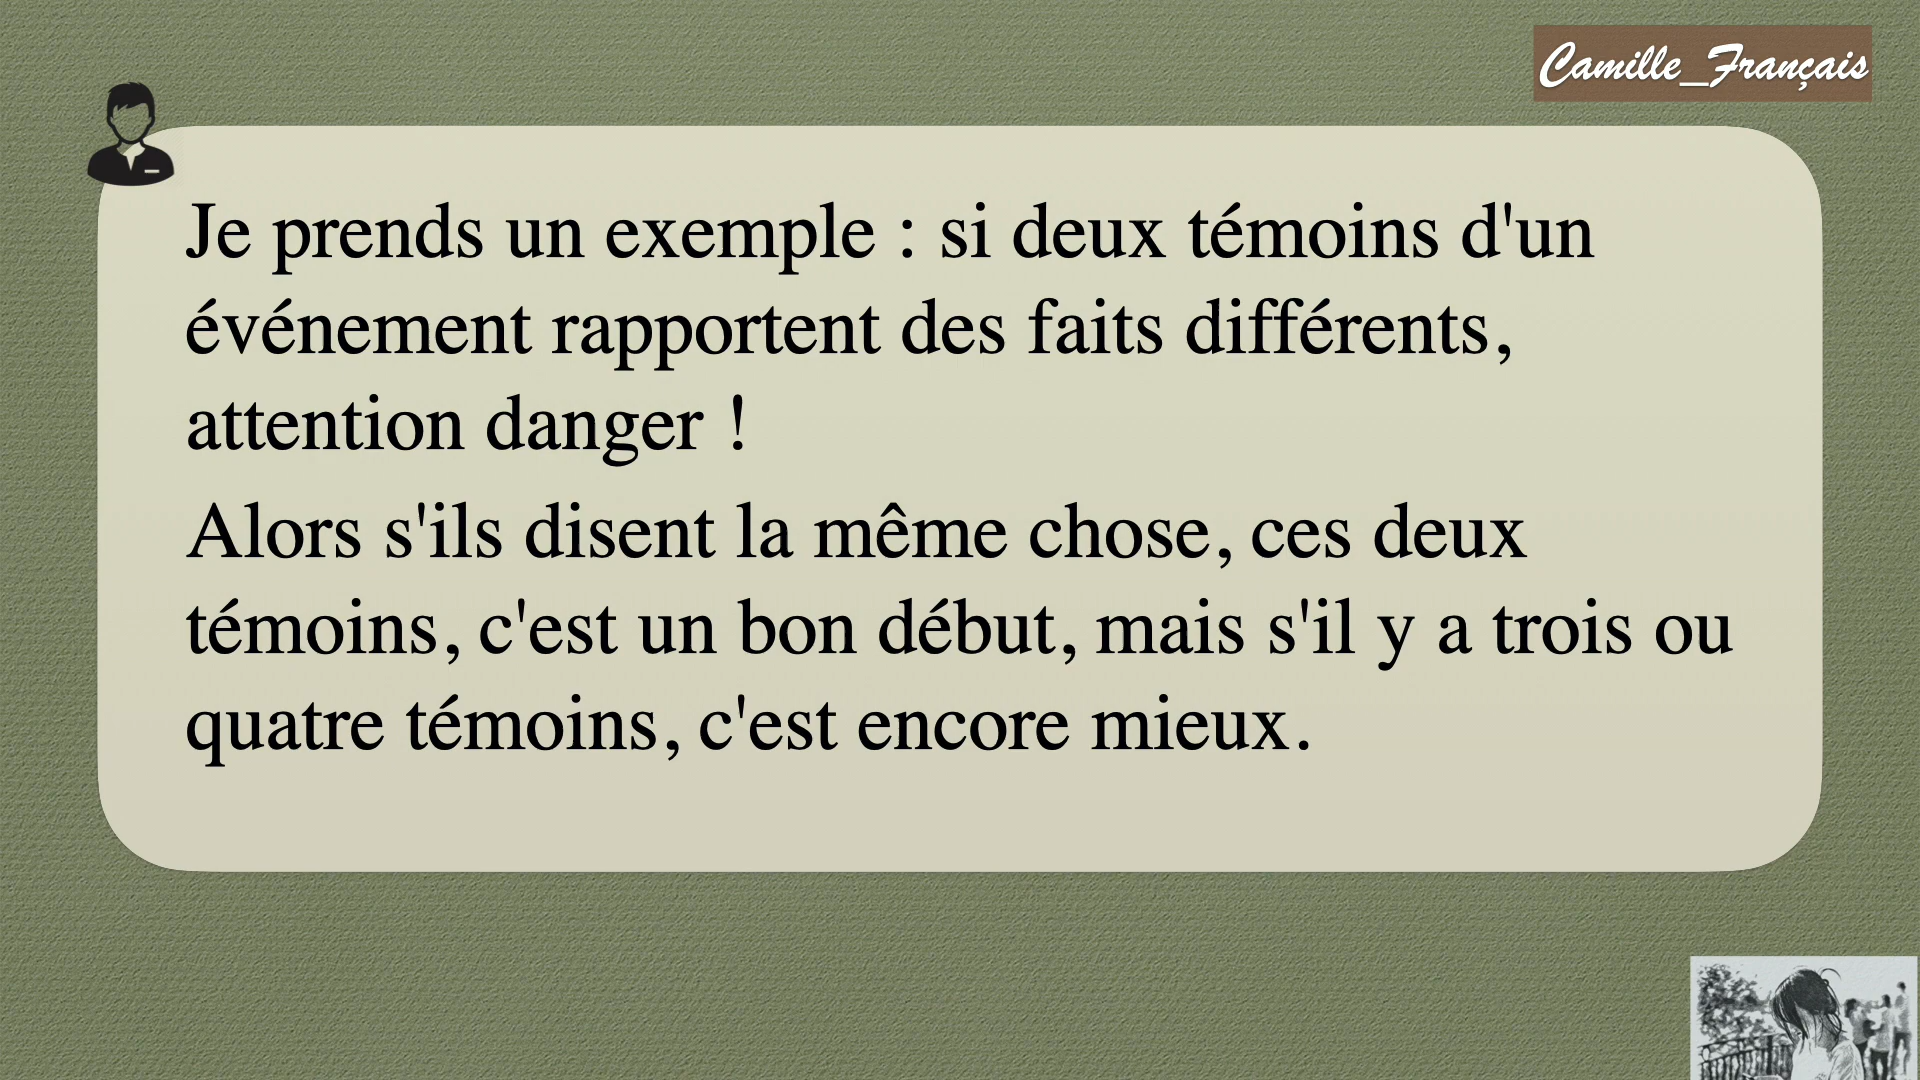 Camille_Français
Je prends un exemple : si deux témoins d'un
événement rapportent des faits différents,
attention danger !
Alors s'ils disent la même chose, ces deux
témoins, c'est un bon début, mais s'il y a trois ou
quatre témoins, c'est encore mieux.